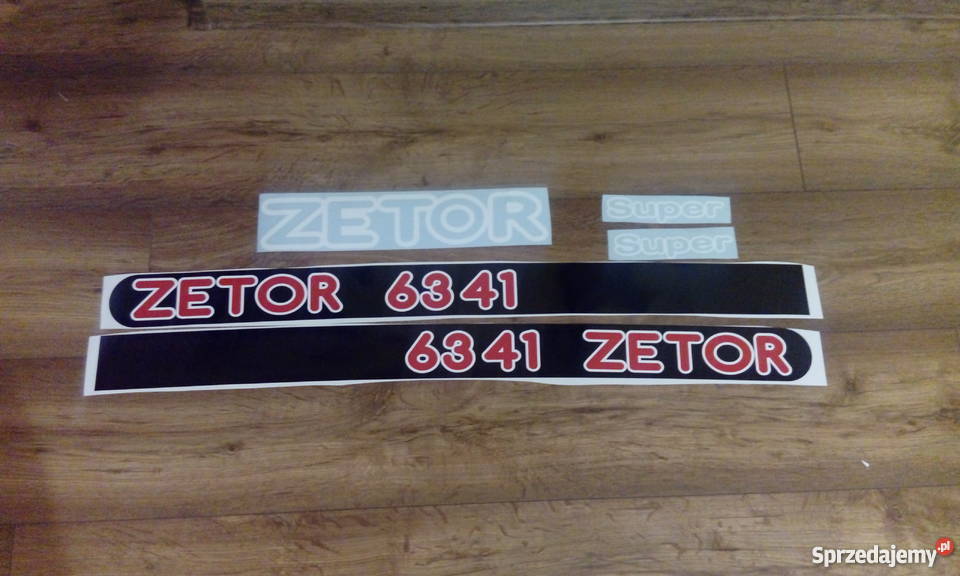 ZETOR
Super
Super
ZETOR 6341
6341 ZETOR
Sprzedajemy.pl